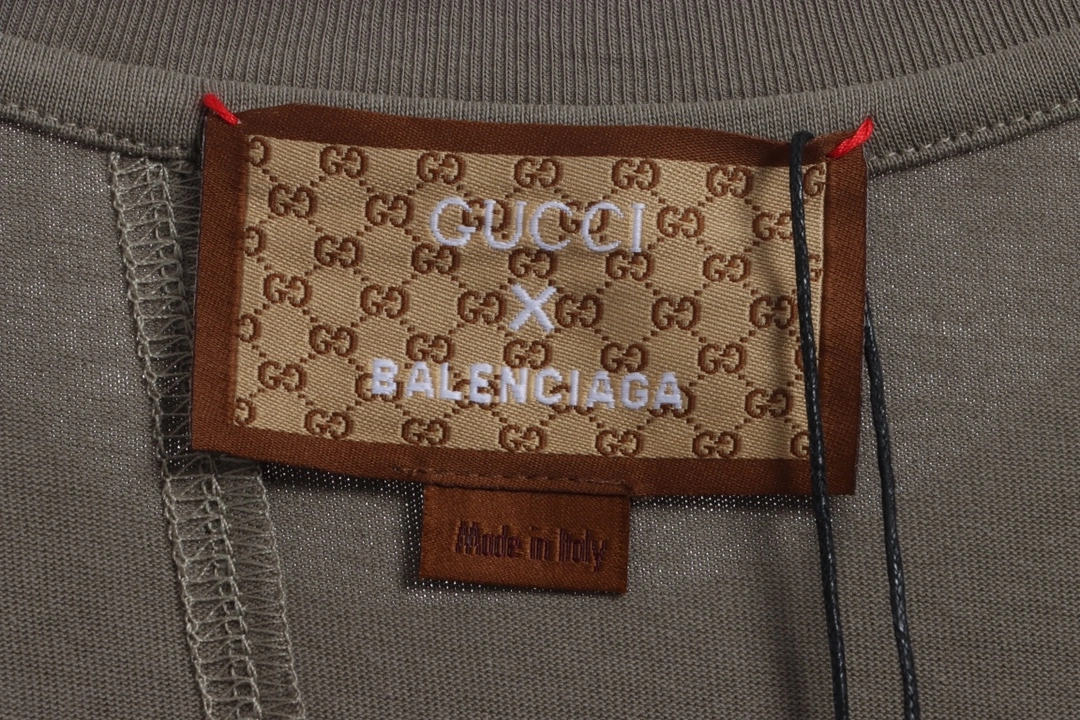 GUCCI
X
BALENCIAGA
Made in Italy